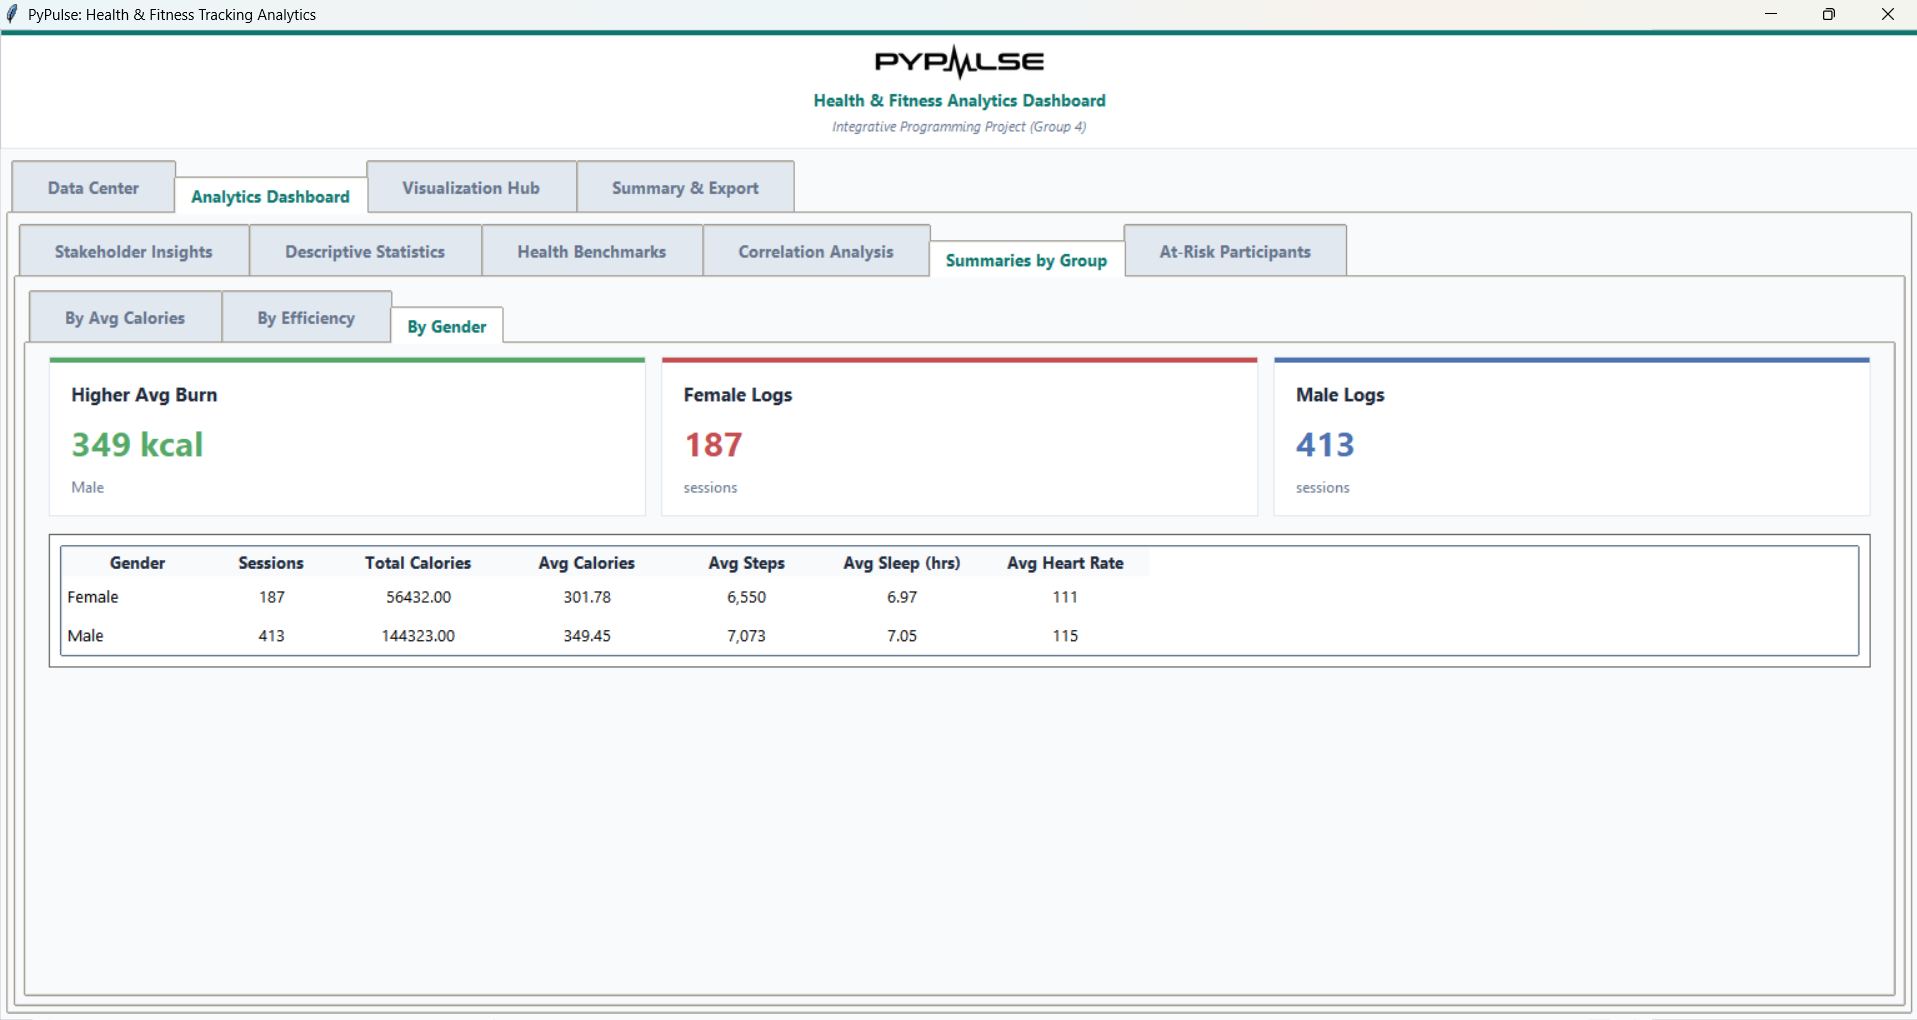 PyPulse: Health & Fitness Tracking Analytics
PYPULSE
Health & Fitness Analytics Dashboard
Integrative Programming Project (Group 4)
Data Center Analytics Dashboard Visualization Hub Summary & Export
Stakeholder Insights Descriptive Statistics Health Benchmarks Correlation Analysis Summaries by Group At-Risk Participants
By Avg Calories By Efficiency By Gender
Higher Avg Burn
349 kcal
Male
Female Logs
187
sessions
Male Logs
413
sessions
Gender Sessions Total Calories Avg Calories Avg Steps Avg Sleep (hrs) Avg Heart Rate
Female 187 56432.00 301.78 6,550 6.97 111
Male 413 144323.00 349.45 7,073 7.05 115